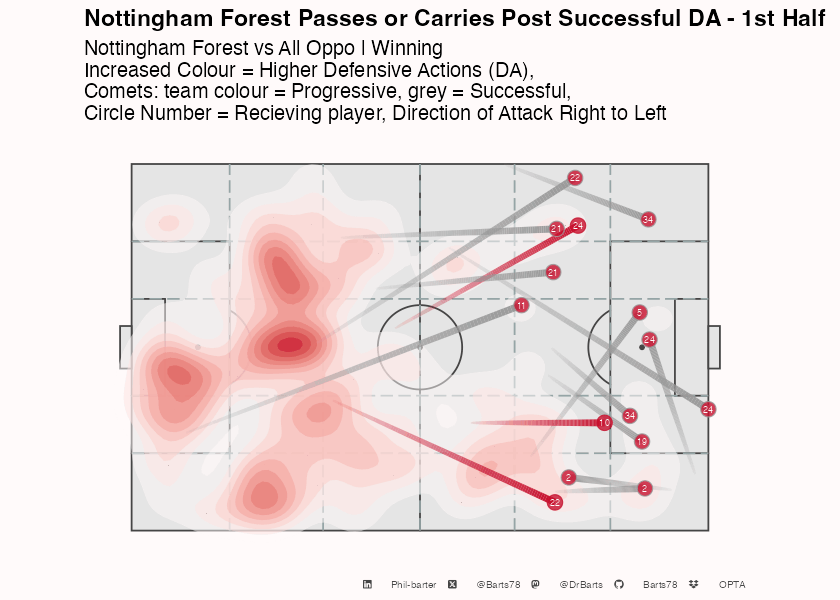 Nottingham Forest Passes or Carries Post Successful DA - 1st Half
Nottingham Forest vs All Oppo | Winning
Increased Colour = Higher Defensive Actions (DA),
Comets: team colour = Progressive, grey = Successful,
Circle Number = Recieving player, Direction of Attack Right to Left
22
34
21
24
21
11
5
24
24
34
10
19
2
2
22
Phil-barter @Barts78 @DrBarts Barts78 OPTA